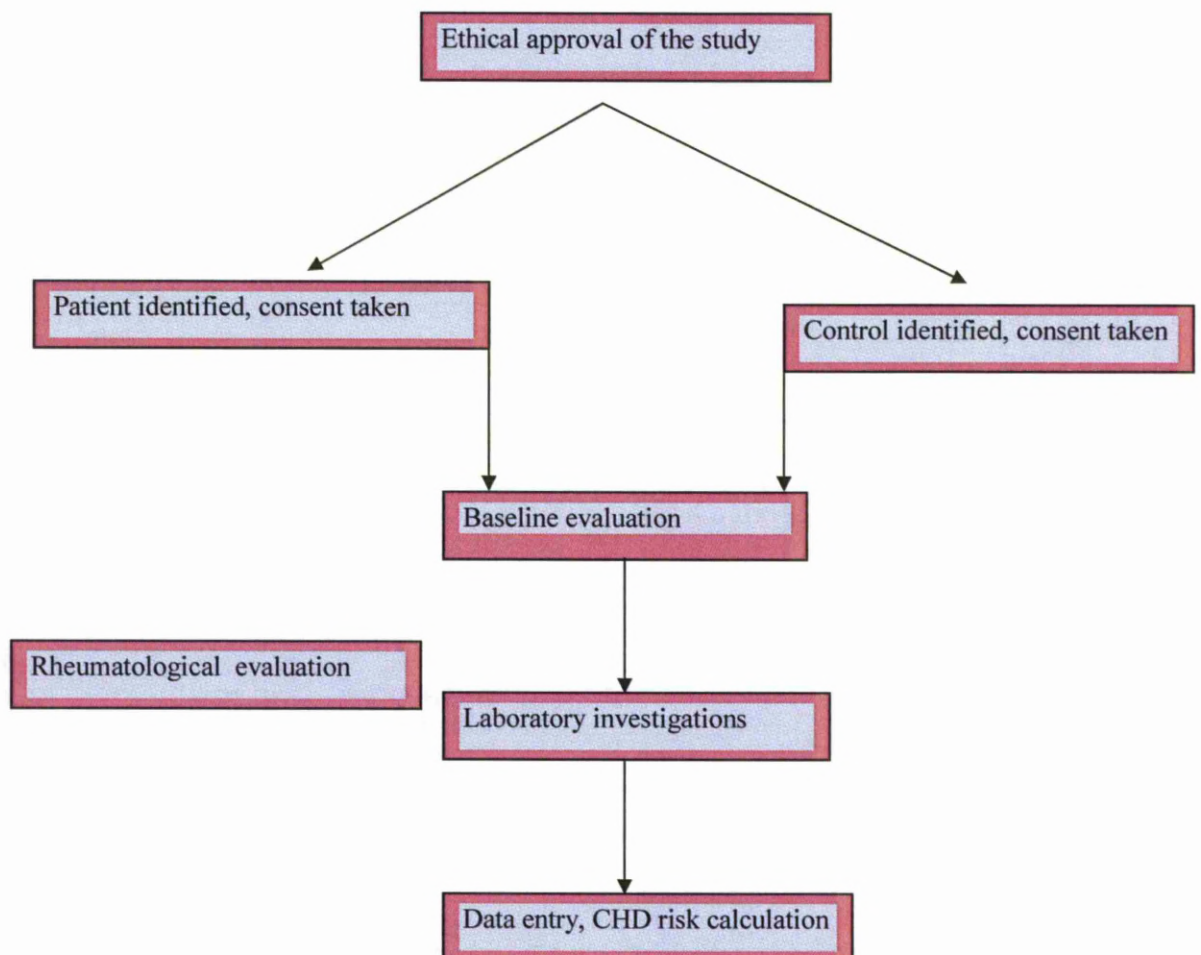 Ethical approval of the study
Patient identified, consent taken
Control identified, consent taken
Baseline evaluation
Rheumatological evaluation
Laboratory investigations
Data entry, CHD risk calculation